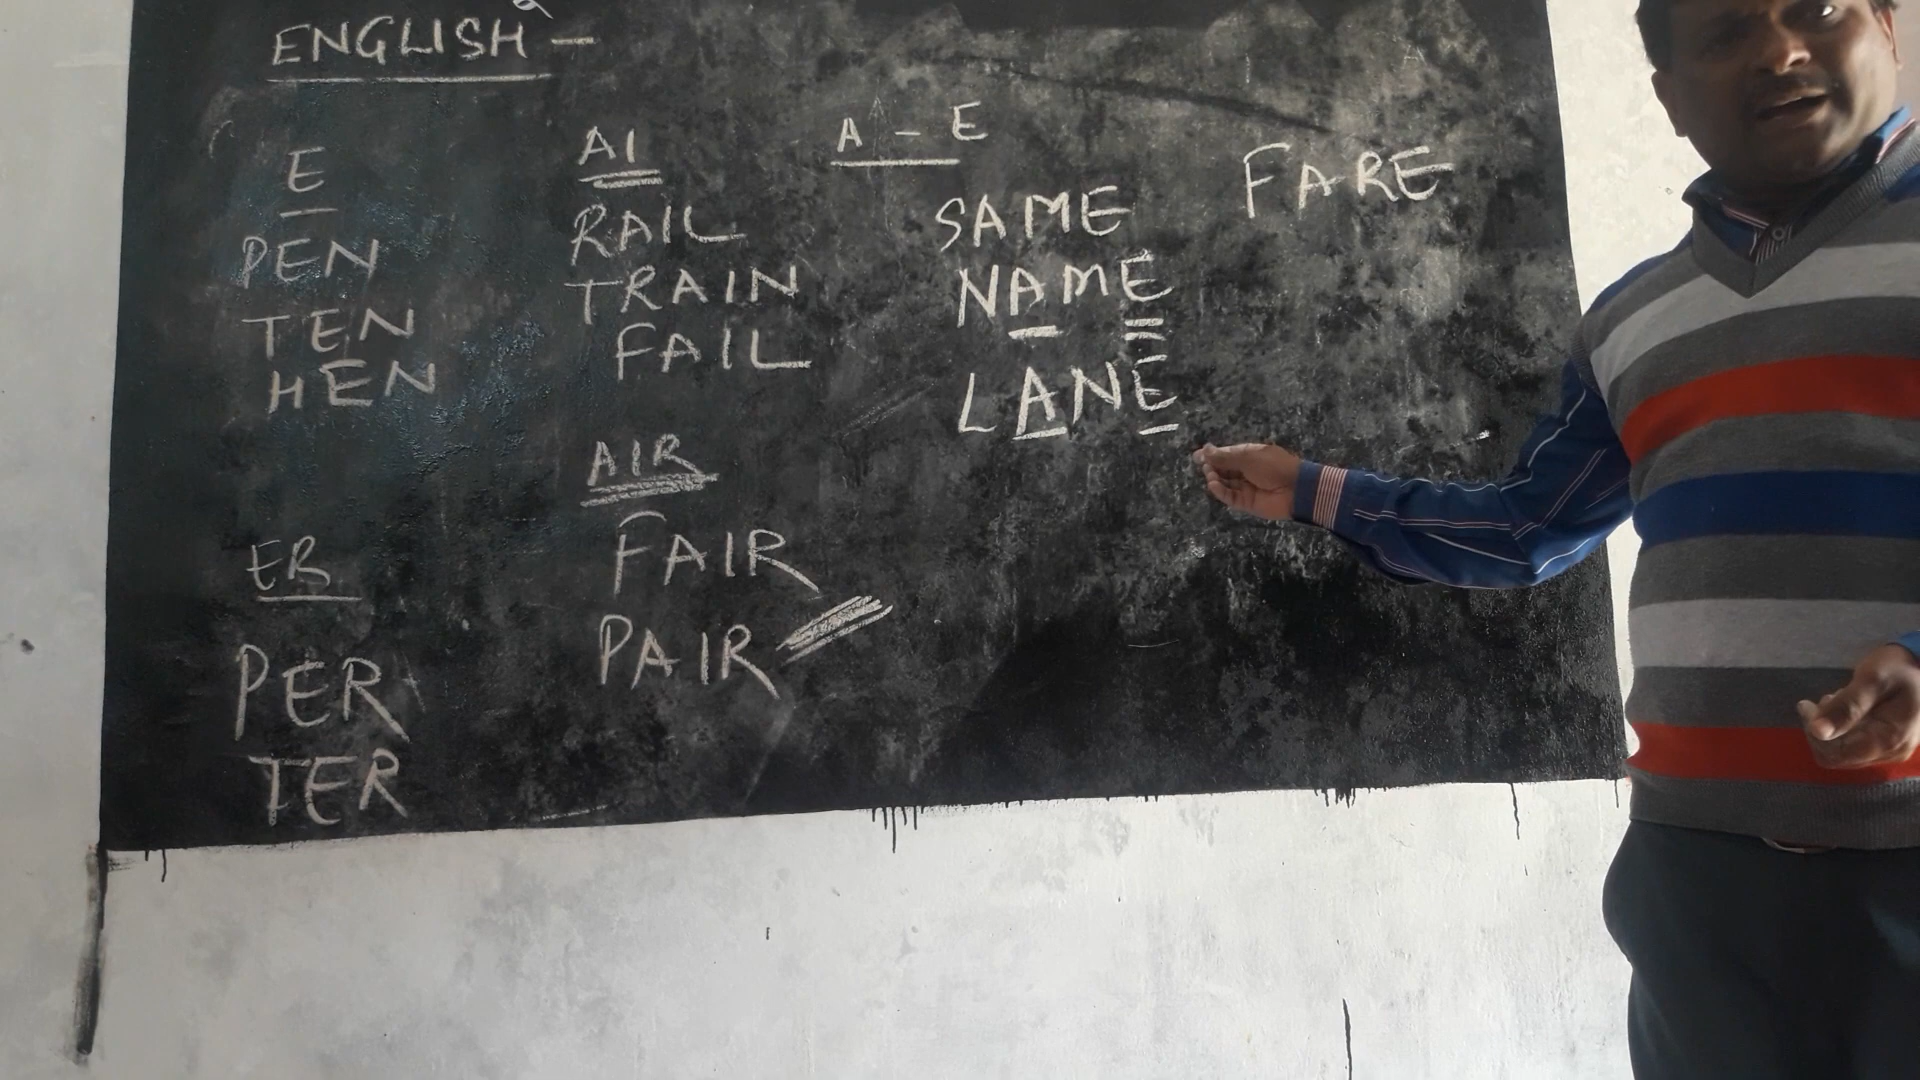 ENGLISH –
E
PEN
TEN
HEN
ER
PER
TER
AI
RAIL
TRAIN
FAIL
AIR
FAIR
PAIR
A – E
SAME
NAME
LANE
FARE